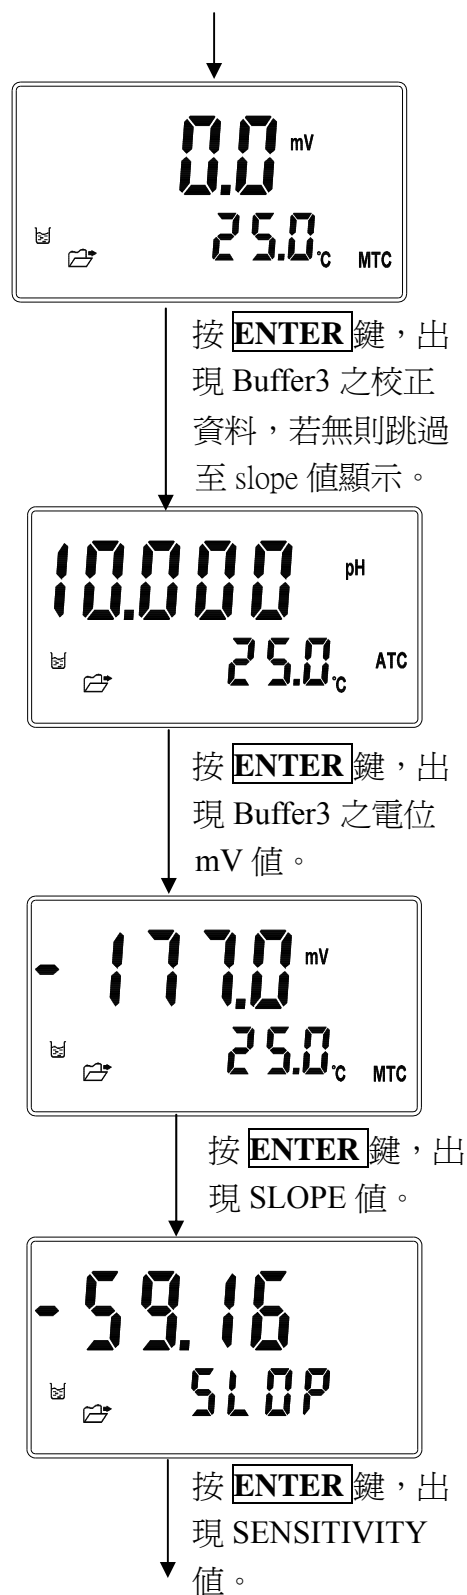 0.0 mV
25.0 ℃ MTC
按 ENTER 鍵，出
現 Buffer3 之校正
資料，若無則跳過
至 slope 值顯示。
10.000 pH
25.0 ℃ ATC
按 ENTER 鍵，出
現 Buffer3 之電位
mV 值。
-177.0 mV
25.0 ℃ MTC
按 ENTER 鍵，出
現 SLOPE 值。
-59.16
SLOP
按 ENTER 鍵，出
現 SENSITIVITY
值。